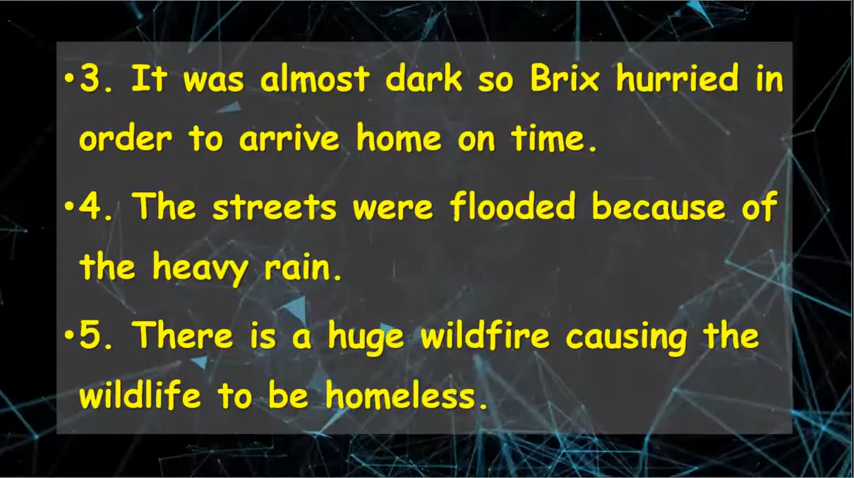 •3. It was almost dark so Brix hurried in
order to arrive home on time.
•4. The streets were flooded because of
the heavy rain.
•5. There is a huge wildfire causing the
wildlife to be homeless.